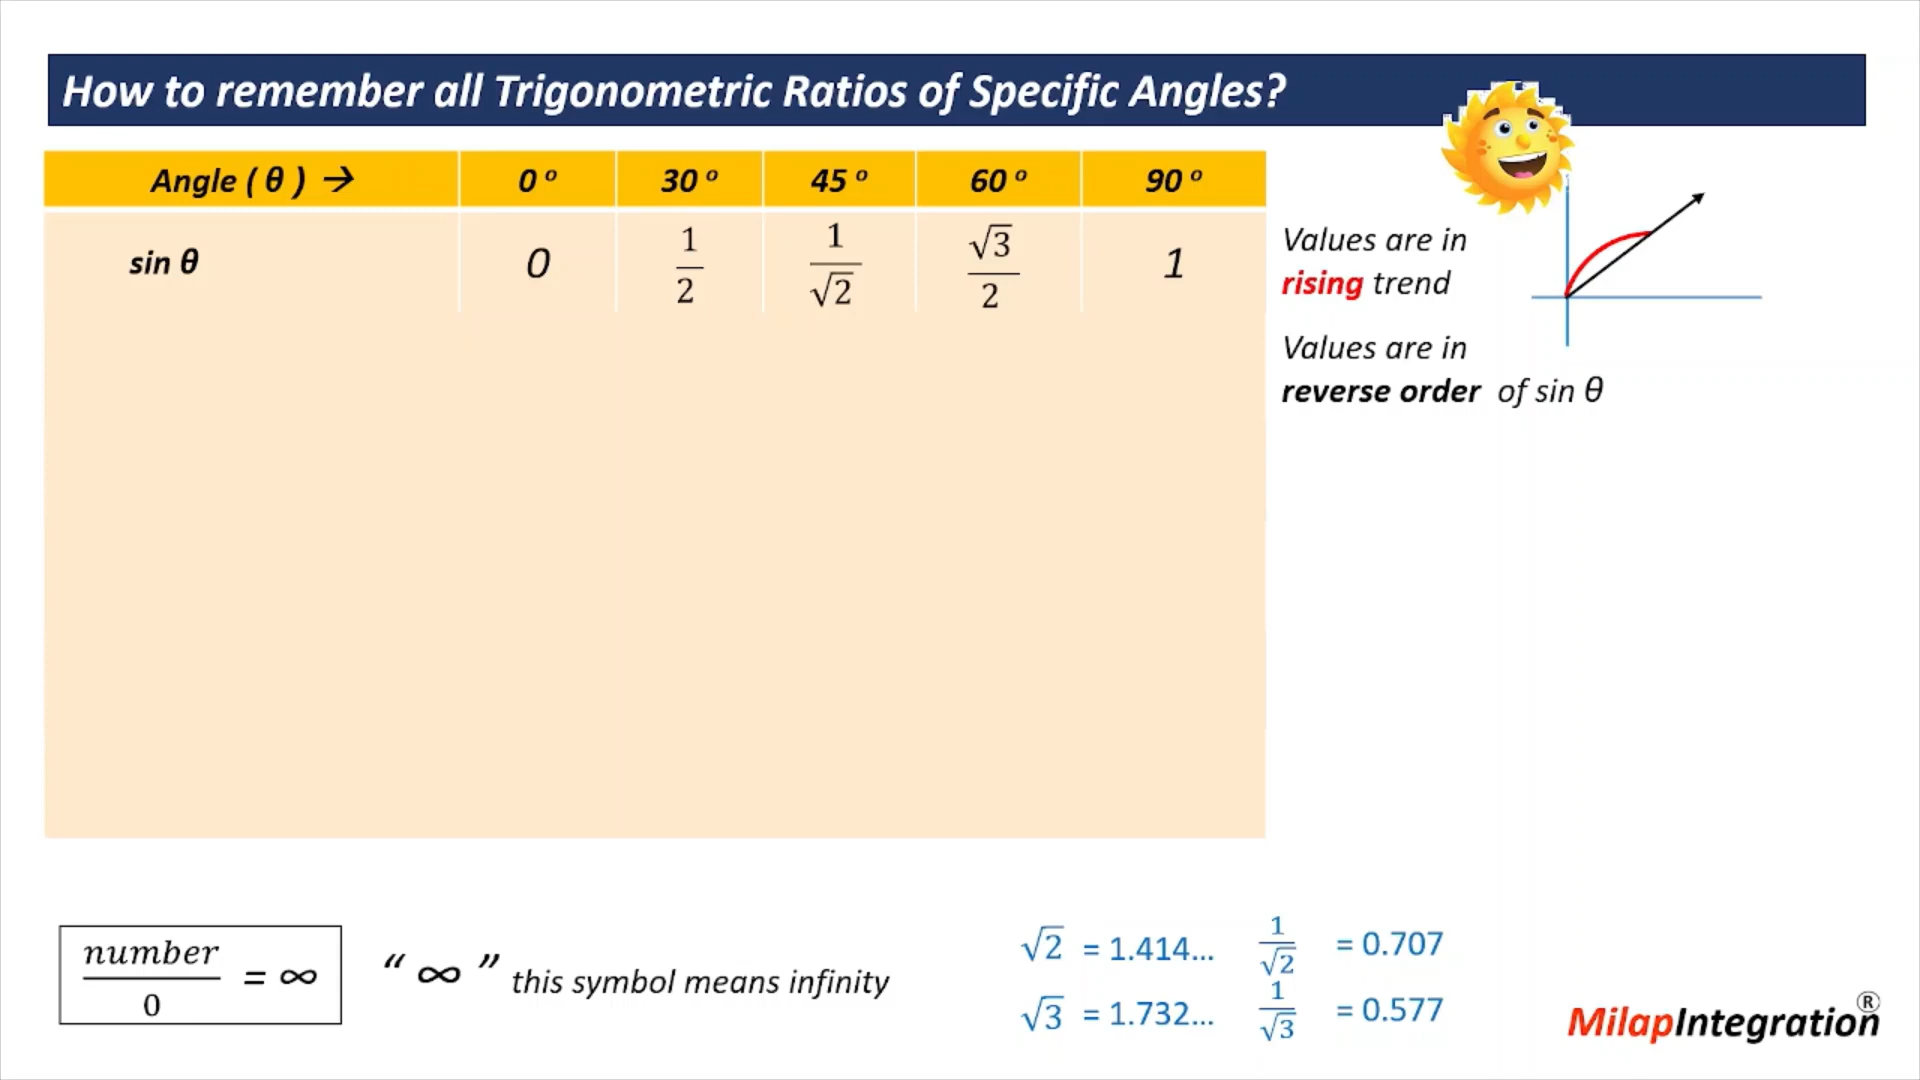 How to remember all Trigonometric Ratios of Specific Angles?
Angle ( θ ) → 0 ᵒ 30 ᵒ 45 ᵒ 60 ᵒ 90 ᵒ
sin θ 0 1/2 1/√2 √3/2 1
Values are in
rising trend
Values are in
reverse order of sin θ
number/0 = ∞
“ ∞ ” this symbol means infinity
√2 = 1.414... 1/√2 = 0.707
√3 = 1.732... 1/√3 = 0.577
MilapIntegration®